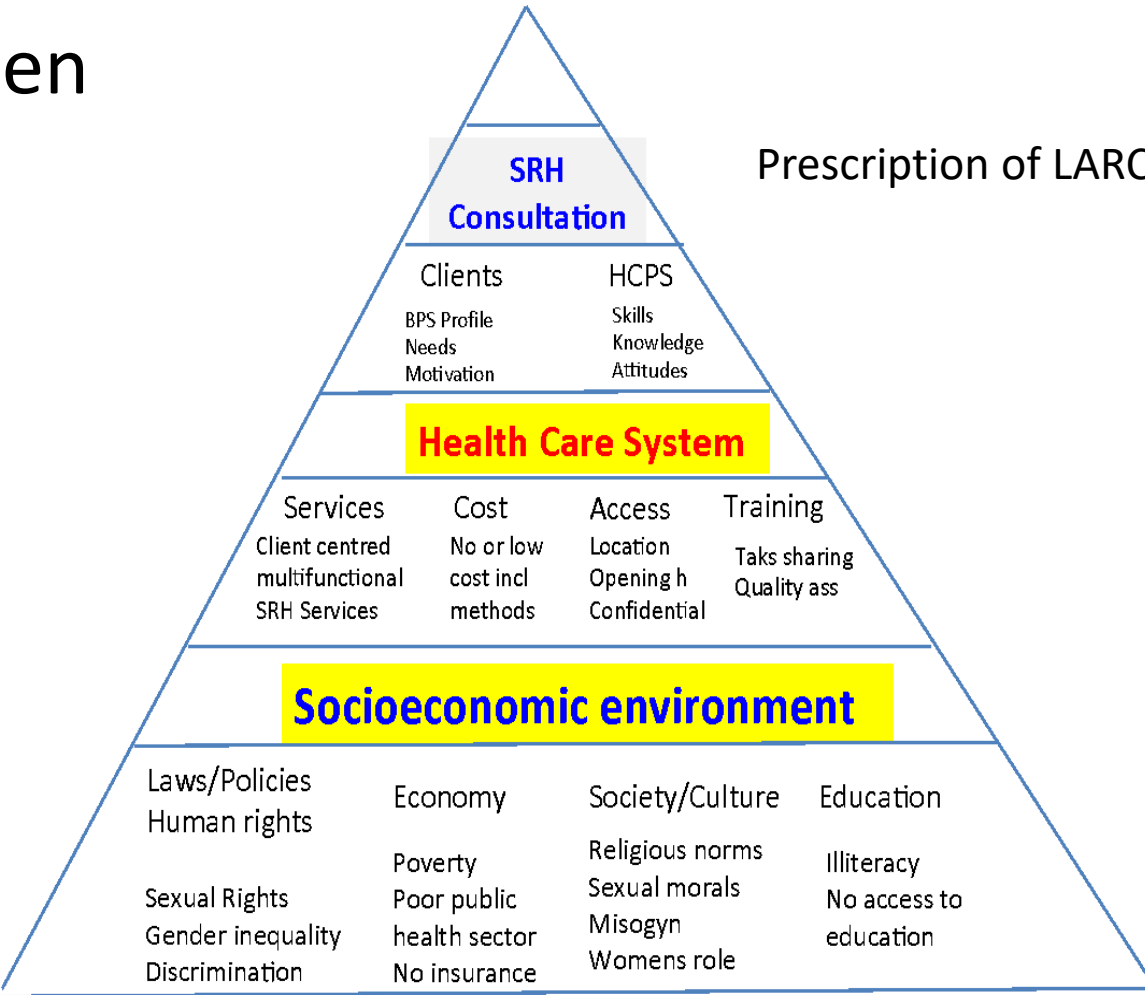 en
Prescription of LARC
SRH
Consultation
Clients
BPS Profile
Needs
Motivation
HCPS
Skills
Knowledge
Attitudes
Health Care System
Services
Client centred
multifunctional
SRH Services
Cost
No or low
cost incl
methods
Access
Location
Opening h
Confidential
Training
Taks sharing
Quality ass
Socioeconomic environment
Laws/Policies
Human rights
Sexual Rights
Gender inequality
Discrimination
Economy
Poverty
Poor public
health sector
No insurance
Society/Culture
Religious norms
Sexual morals
Misogyn
Womens role
Education
Illiteracy
No access to
education